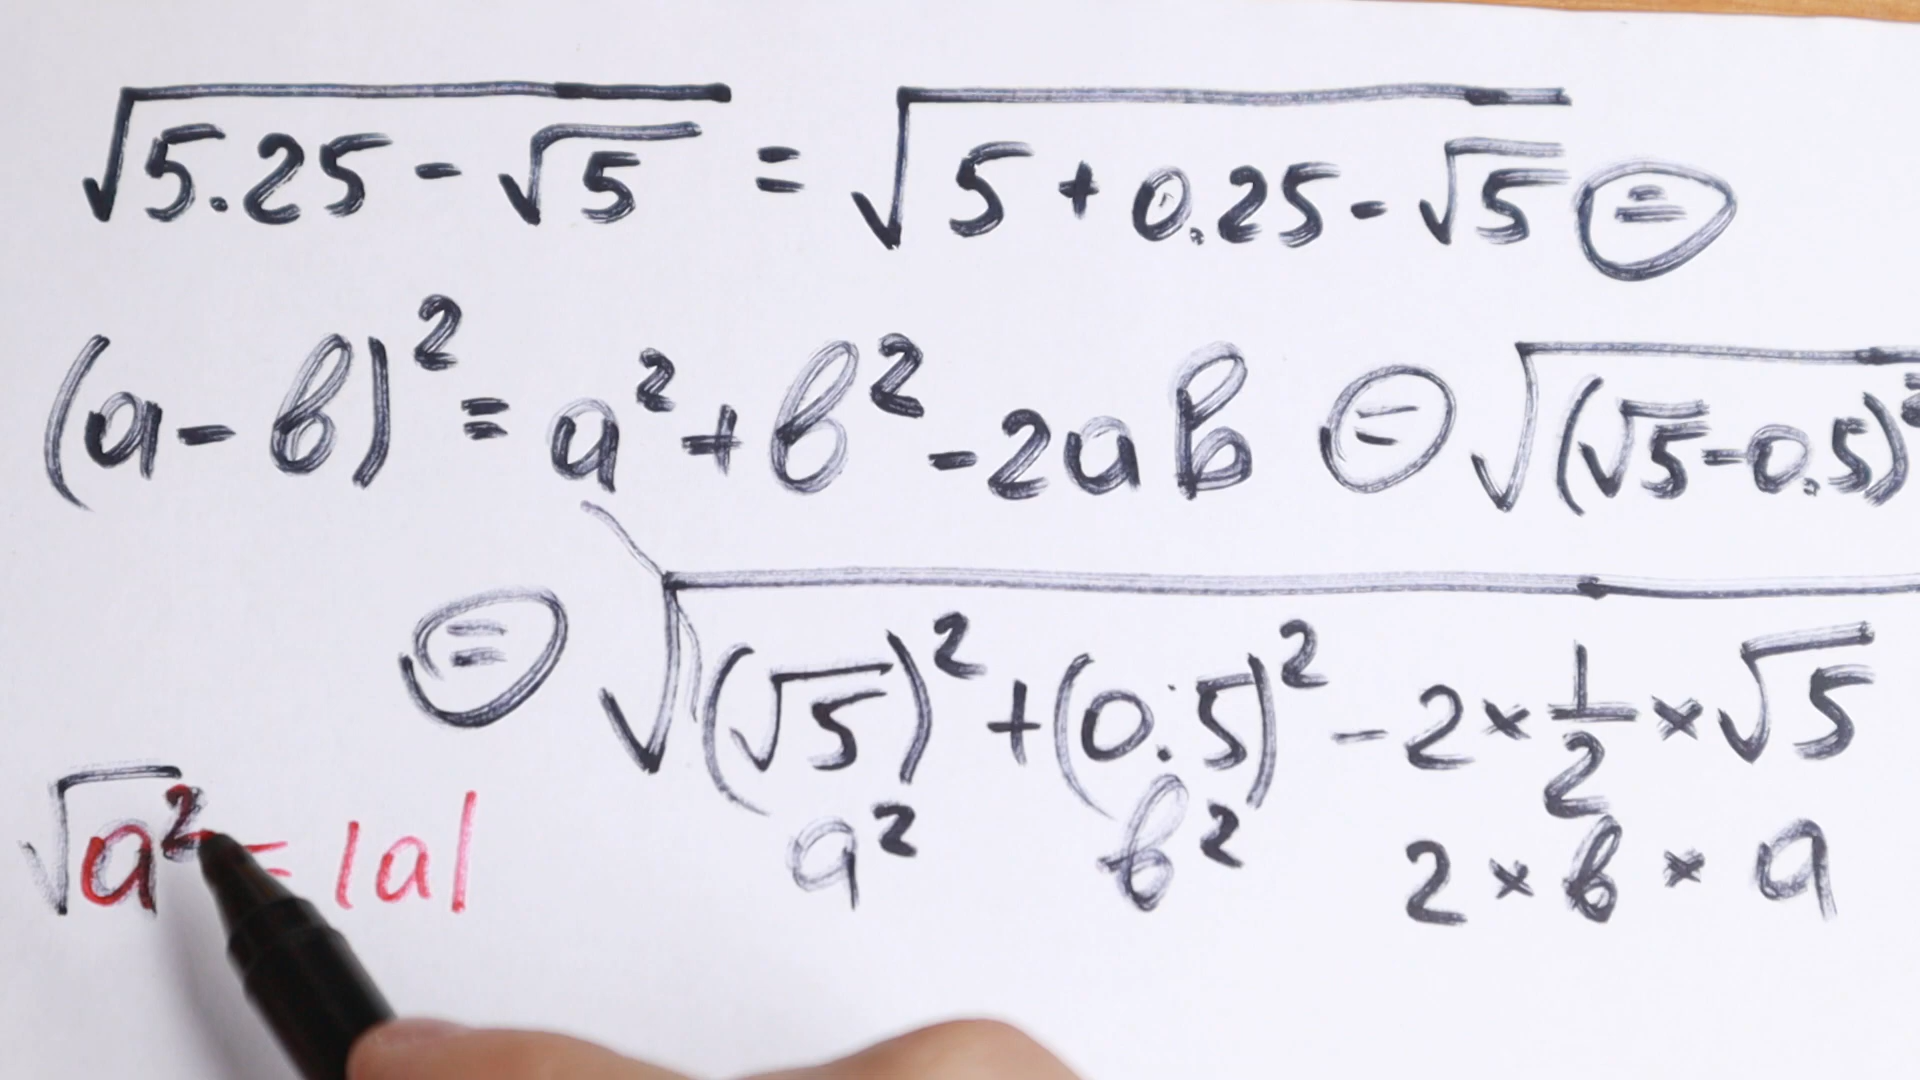 √(5.25 - √5) = √(5 + 0.25 - √5) ⊜
(a - b)² = a² + b² - 2ab ⊜ √(√5 - 0.5)²
⊜ √((√5)² + (0.5)² - 2 × 1/2 × √5)
a² b² 2 × b × a
√a² = |a|